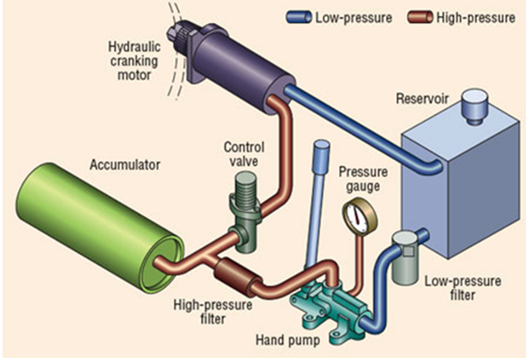 Low-pressure
High-pressure
Hydraulic
cranking
motor
Reservoir
Control
valve
Accumulator
Pressure
gauge
Low-pressure
filter
High-pressure
filter
Hand pump